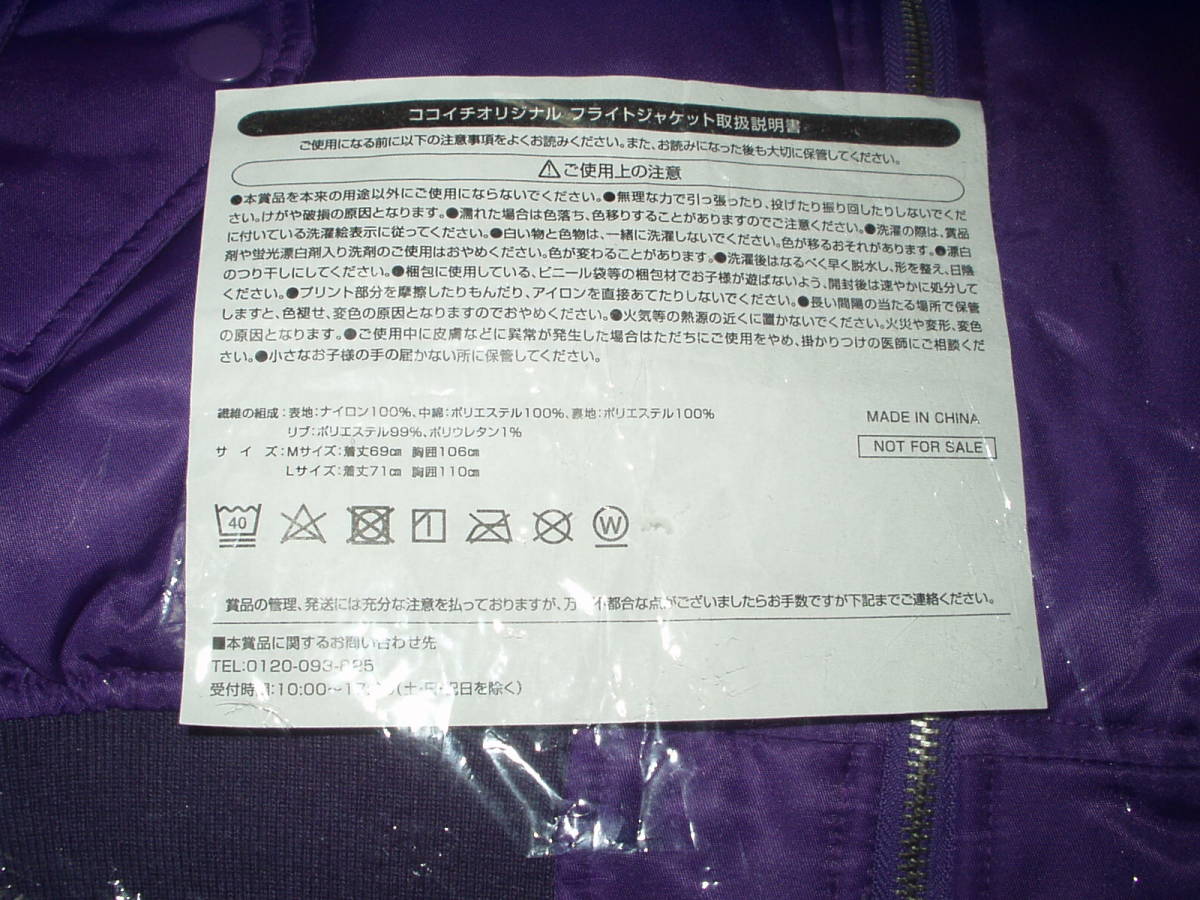 ココイチオリジナル フライトジャケット取扱説明書
ご使用になる前に以下の注意事項をよくお読みください。また、お読みになった後も大切に保管してください。
⚠ご使用上の注意
●本賞品を本来の用途以外にご使用にならないでください。●無理な力で引っ張ったり、投げたり振り回したりしないでくだ
さい。けがや破損の原因となります。●濡れた場合は色落ち、色移りすることがありますのでご注意ください。●洗濯の際は、賞品
に付いている洗濯絵表示に従ってください。●白い物と色物は、一緒に洗濯しないでください。色が移るおそれがあります。●漂白
剤や蛍光漂白剤入り洗剤のご使用はおやめください。色が変わることがあります。●洗濯後はなるべく早く脱水し、形を整え、日陰
のつり干しにしてください。●梱包に使用している、ビニール袋等の梱包材でお子様が遊ばないよう、開封後は速やかに処分して
ください。●プリント部分を摩擦したりもんだり、アイロンを直接あてたりしないでください。●長い間陽の当たる場所で保管
しますと、色褪せ、変色の原因となりますのでおやめください。●火気等の熱源の近くに置かないでください。火災や変形、変色
の原因となります。●ご使用中に皮膚などに異常が発生した場合はただちにご使用をやめ、掛かりつけの医師にご相談くだ
さい。●小さなお子様の手の届かない所に保管してください。
繊維の組成:表地:ナイロン100%、中綿:ポリエステル100%、裏地:ポリエステル100%
リブ:ポリエステル99%、ポリウレタン1%
サイズ:Mサイズ:着丈69㎝ 胸囲106㎝
Lサイズ:着丈71㎝ 胸囲110㎝
MADE IN CHINA
NOT FOR SALE
40
W
賞品の管理、発送には充分な注意を払っておりますが、万 不都合な点がございましたらお手数ですが下記までご連絡ください。
■本賞品に関するお問い合わせ先
TEL:0120-093-
受付時間:10:00～ (土・日・祝日を除く)